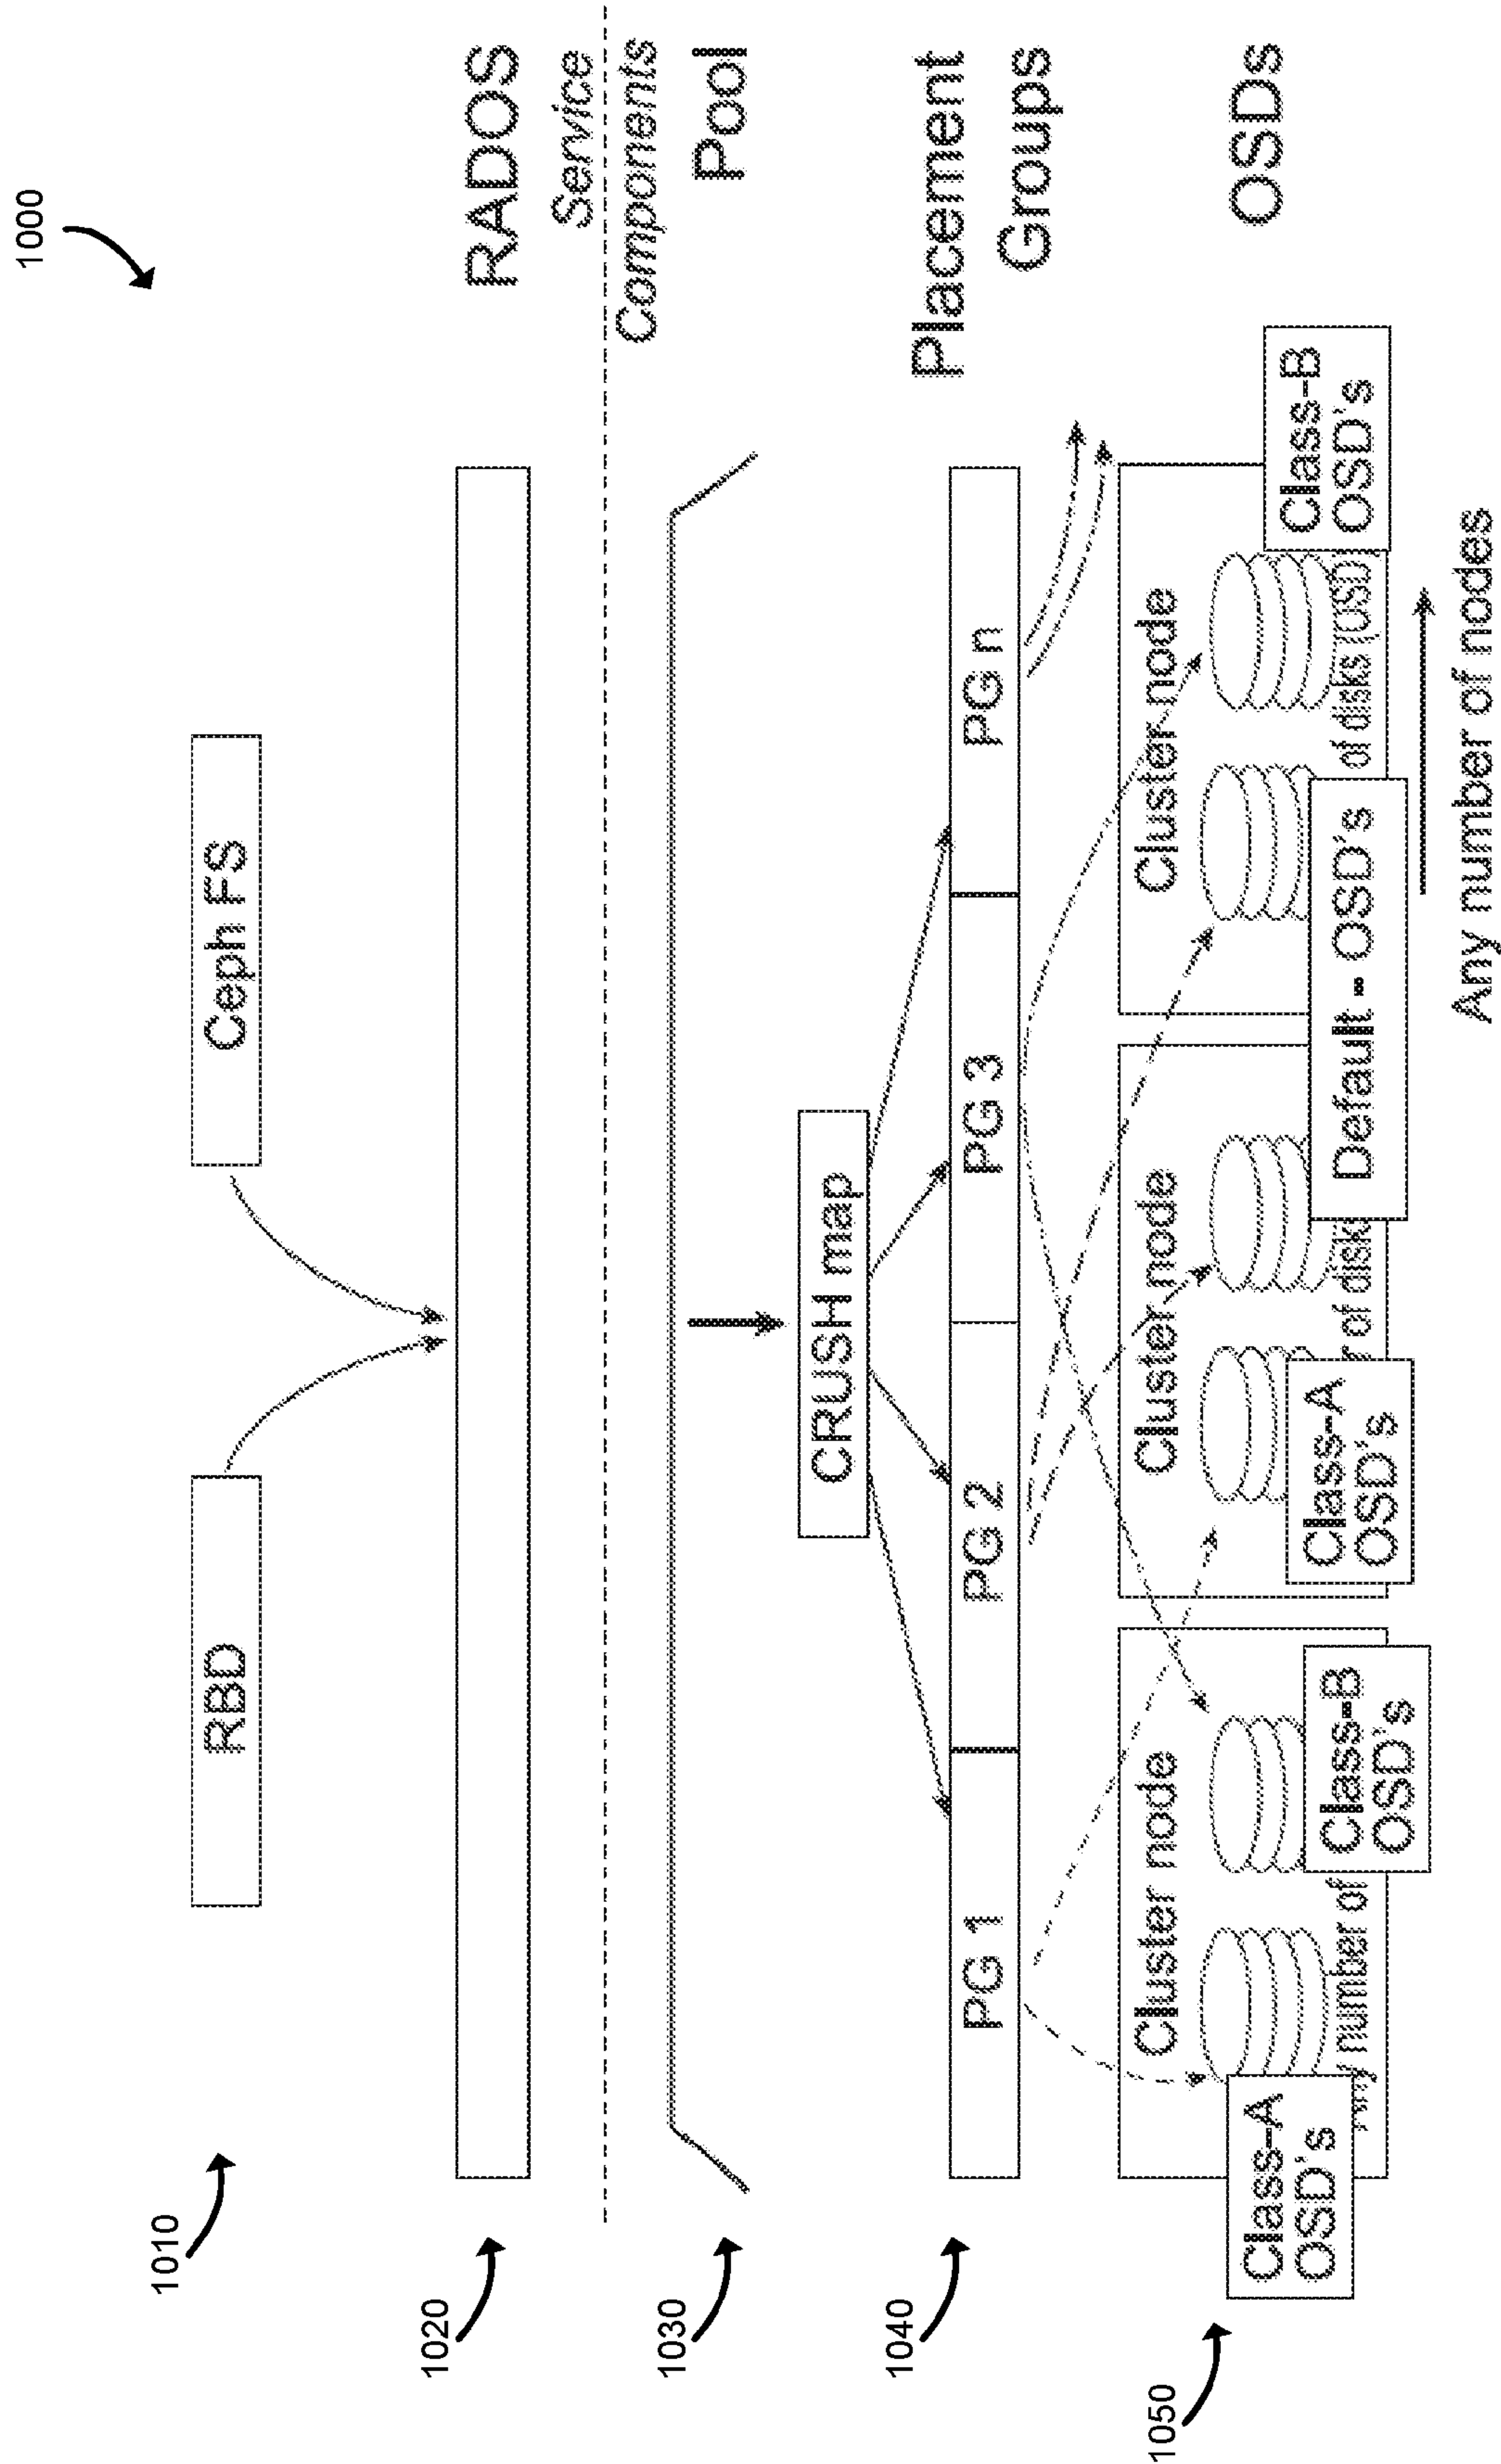 1000
1010
RBD
Ceph FS
1020
RADOS
Service
Components
1030
Pool
CRUSH map
1040
PG 1
PG 2
PG 3
PG n
Placement
Groups
1050
Cluster node
Cluster node
Cluster node
OSDs
number of
of disk
of disks (OSD
Class-A
OSD's
Class-B
OSD's
Class-A
OSD's
Default - OSD's
Class-B
OSD's
Any number of nodes